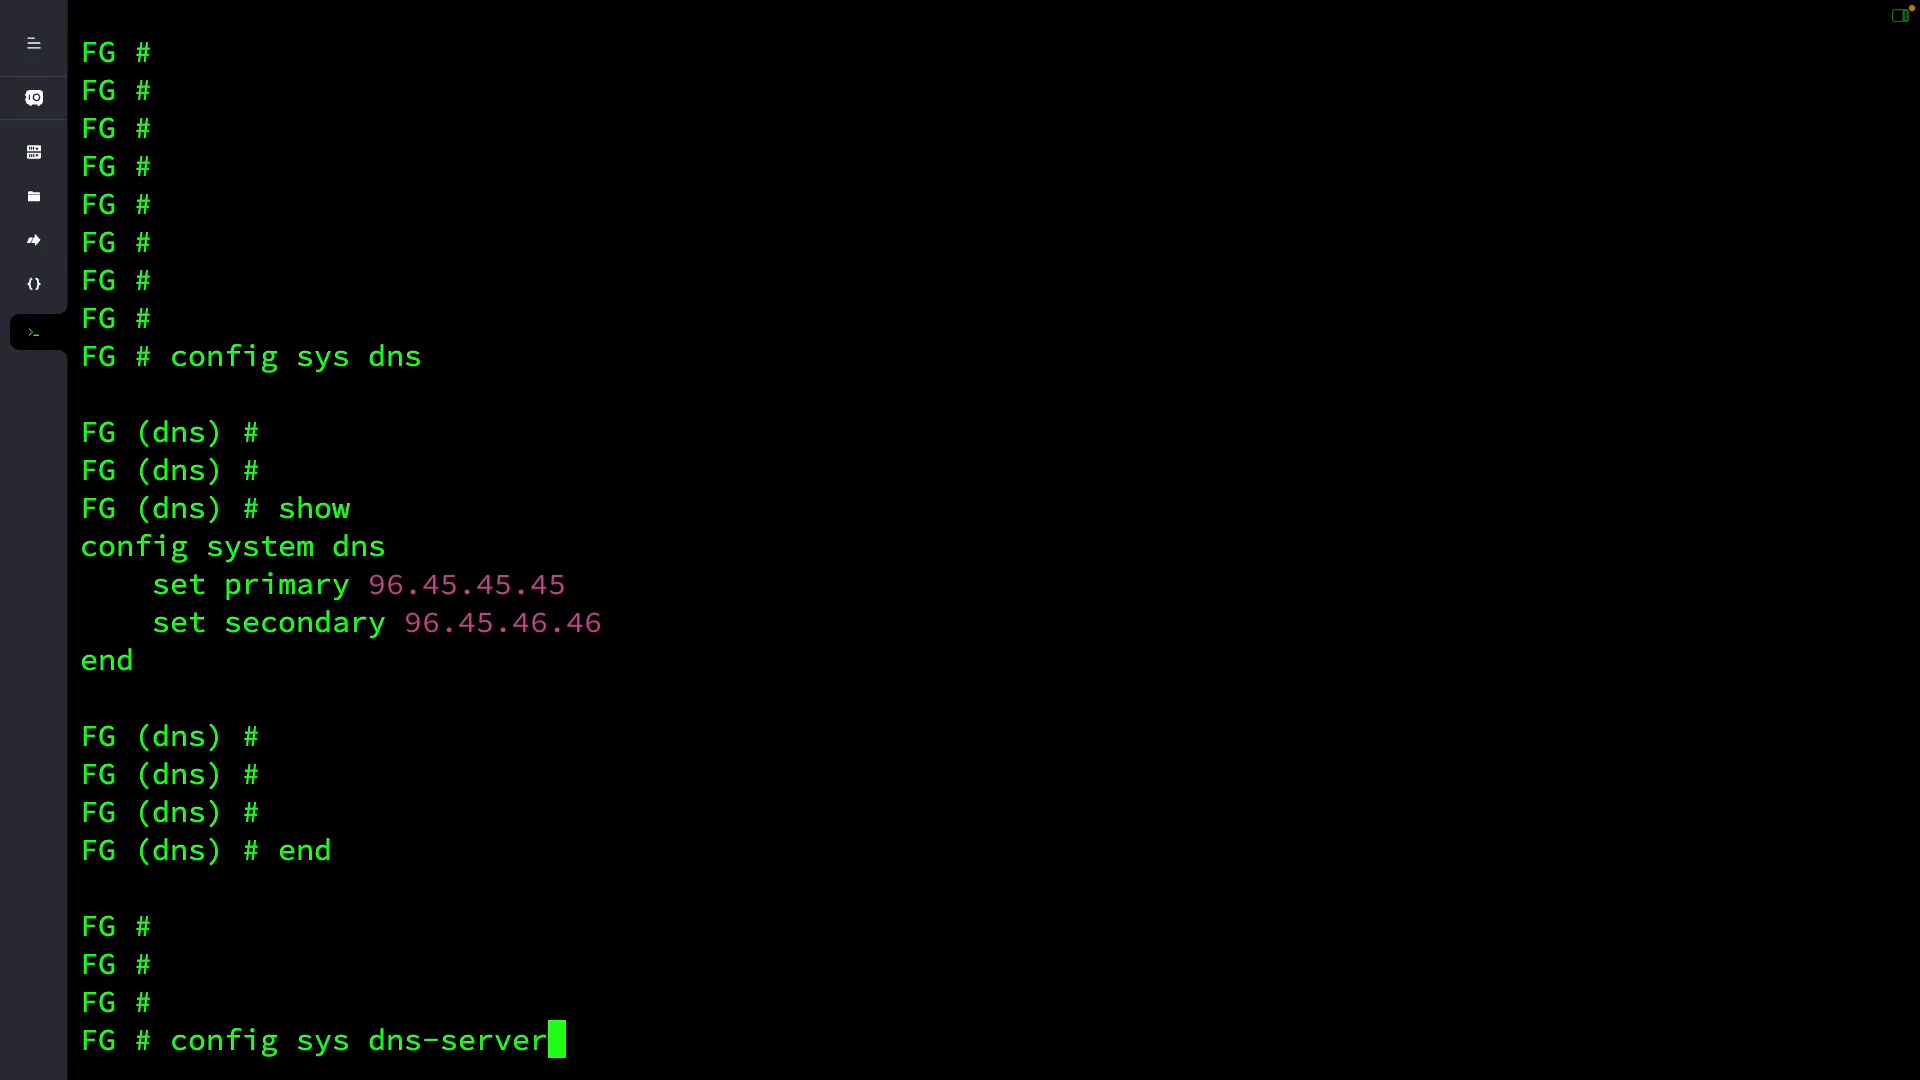 FG #
FG #
FG #
FG #
FG #
FG #
FG #
FG #
FG # config sys dns
FG (dns) #
FG (dns) #
FG (dns) # show
config system dns
set primary 96.45.45.45
set secondary 96.45.46.46
end
FG (dns) #
FG (dns) #
FG (dns) #
FG (dns) # end
FG #
FG #
FG #
FG # config sys dns-server